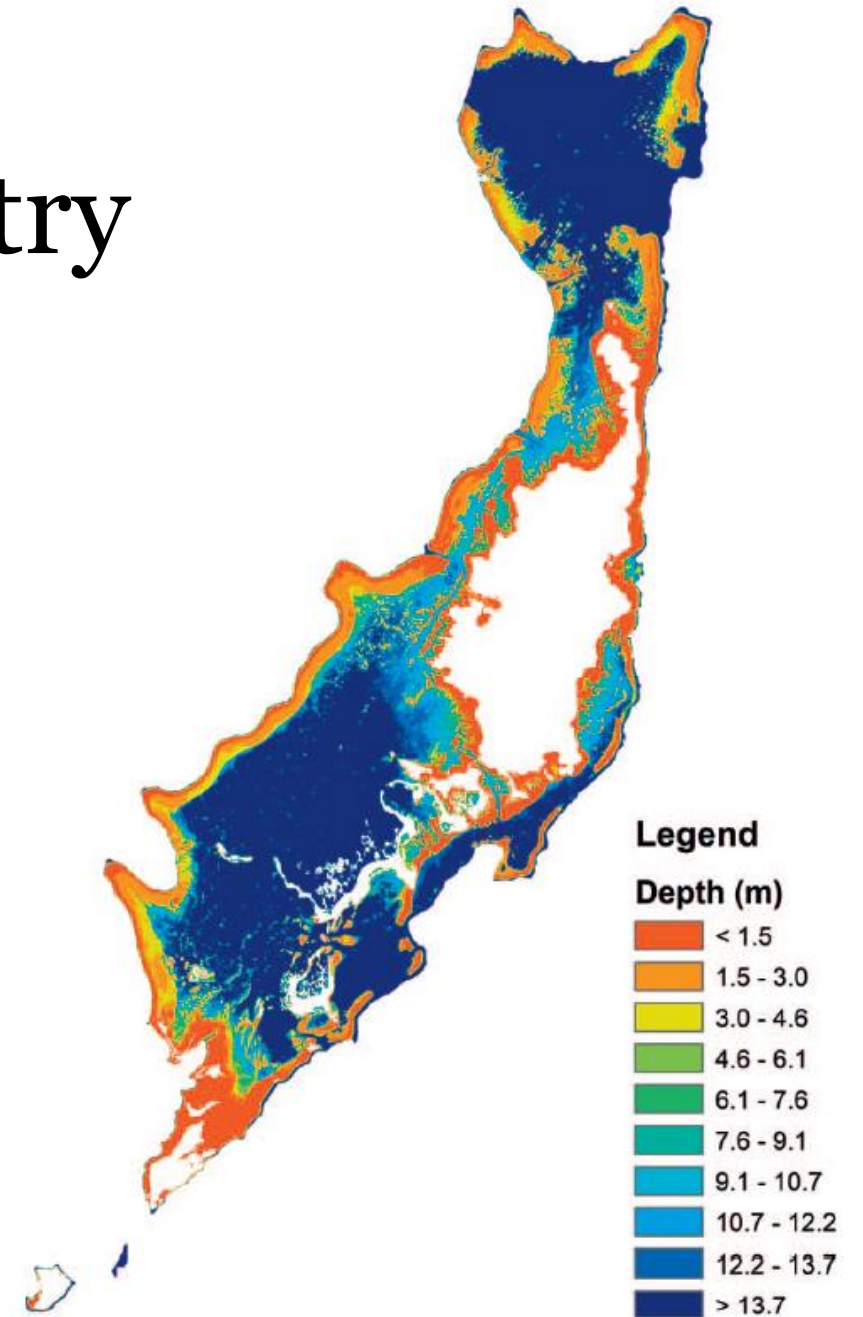 try
Legend
Depth (m)
< 1.5
1.5 - 3.0
3.0 - 4.6
4.6 - 6.1
6.1 - 7.6
7.6 - 9.1
9.1 - 10.7
10.7 - 12.2
12.2 - 13.7
> 13.7